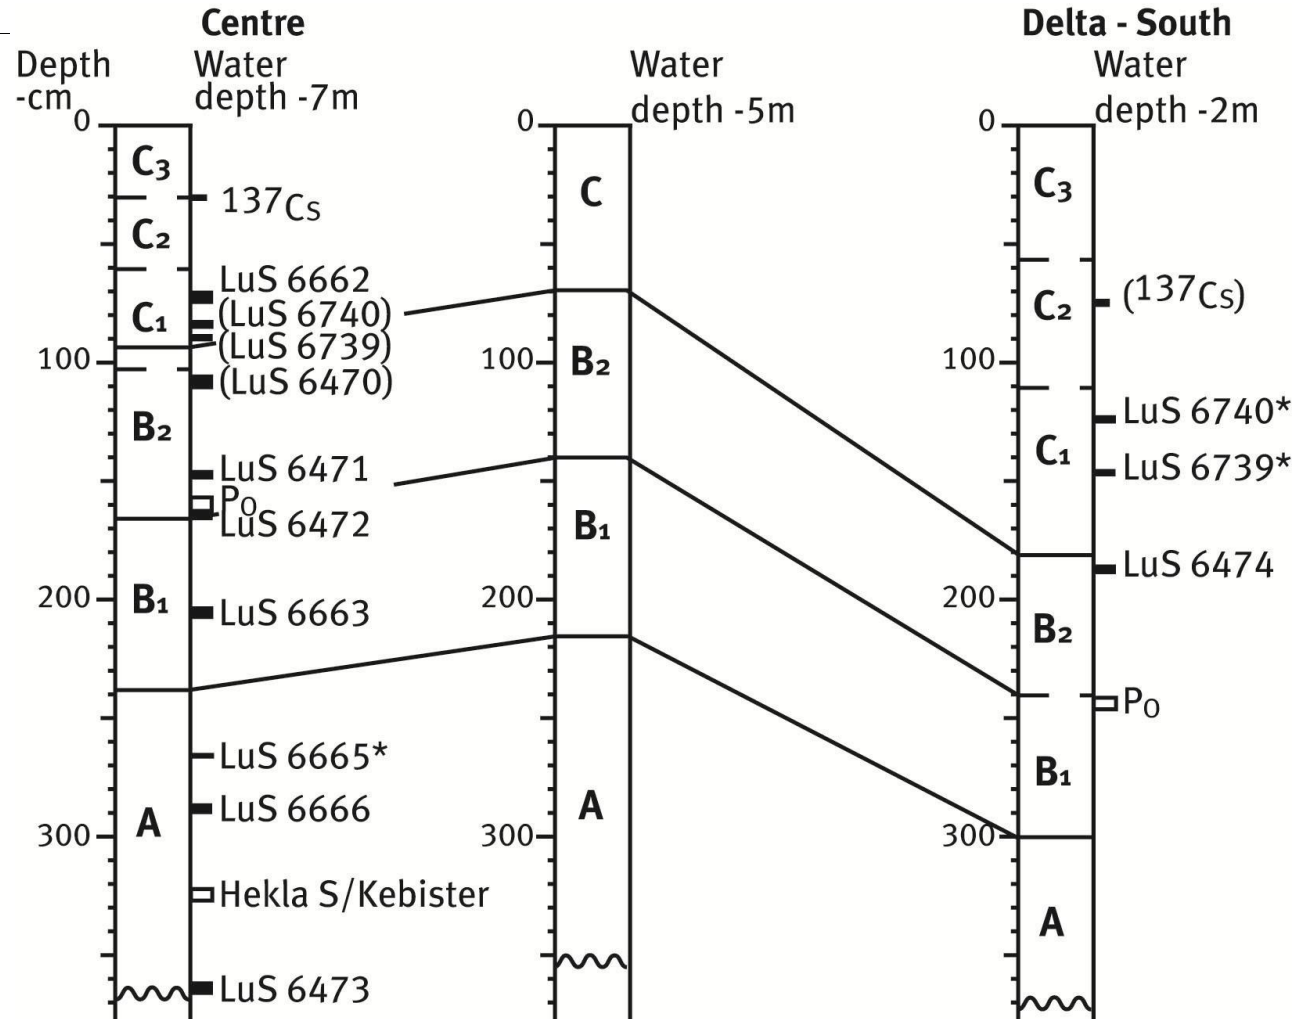 Centre
Delta - South
Depth
-cm
Water
depth -7m
Water
depth -5m
Water
depth -2m
0
100
200
300
C3
C2
C1
B2
B1
A
137Cs
LuS 6662
(LuS 6740)
(LuS 6739)
(LuS 6470)
LuS 6471
Po
LuS 6472
LuS 6663
LuS 6665*
LuS 6666
Hekla S/Kebister
LuS 6473
0
100
200
300
C
B2
B1
A
0
100
200
300
C3
C2
C1
B2
B1
A
(137Cs)
LuS 6740*
LuS 6739*
LuS 6474
Po